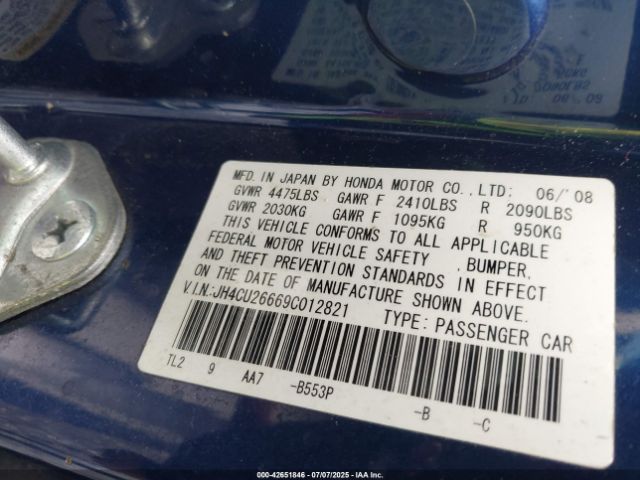 MFD. IN JAPAN BY HONDA MOTOR CO., LTD: 06/'08
GVWR 4475LBS GAWR F 2410LBS R 2090LBS
GVWR 2030KG GAWR F 1095KG R 950KG
THIS VEHICLE CONFORMS TO ALL APPLICABLE
FEDERAL MOTOR VEHICLE SAFETY , BUMPER,
AND THEFT PREVENTION STANDARDS IN EFFECT
ON THE DATE OF MANUFACTURE SHOWN ABOVE.
V.I.N:JH4CU26669C012821 TYPE: PASSENGER CAR
TL2 9 AA7 -B553P -B -C
000-42651846 - 07/07/2025 - IAA Inc.